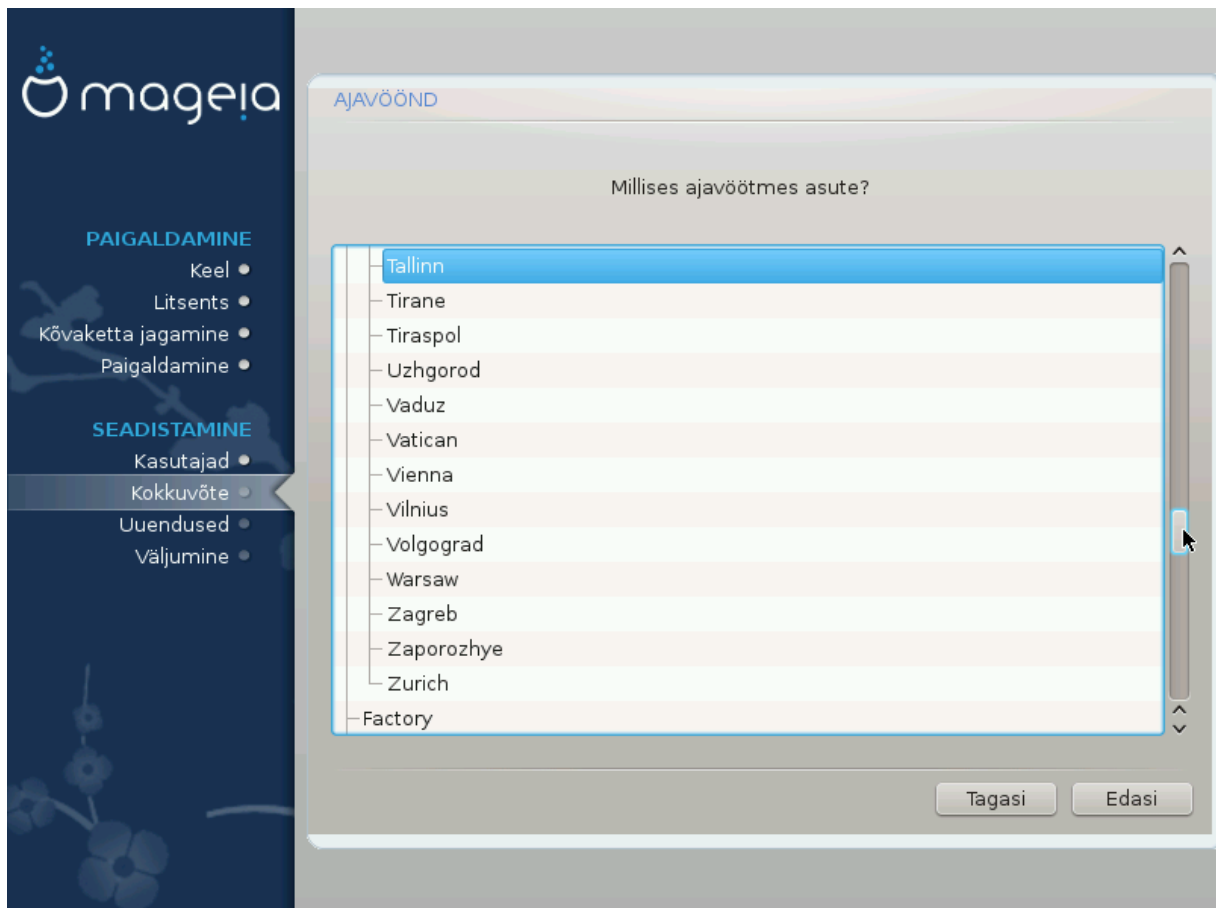 mageia
PAIGALDAMINE
Keel
Litsents
Kõvaketta jagamine
Paigaldamine
SEADISTAMINE
Kasutajad
Kokkuvõte
Uuendused
Väljumine
AJAVÖÖND
Millises ajavöötmes asute?
Tallinn
Tirane
Tiraspol
Uzhgorod
Vaduz
Vatican
Vienna
Vilnius
Volgograd
Warsaw
Zagreb
Zaporozhye
Zurich
Factory
Tagasi
Edasi